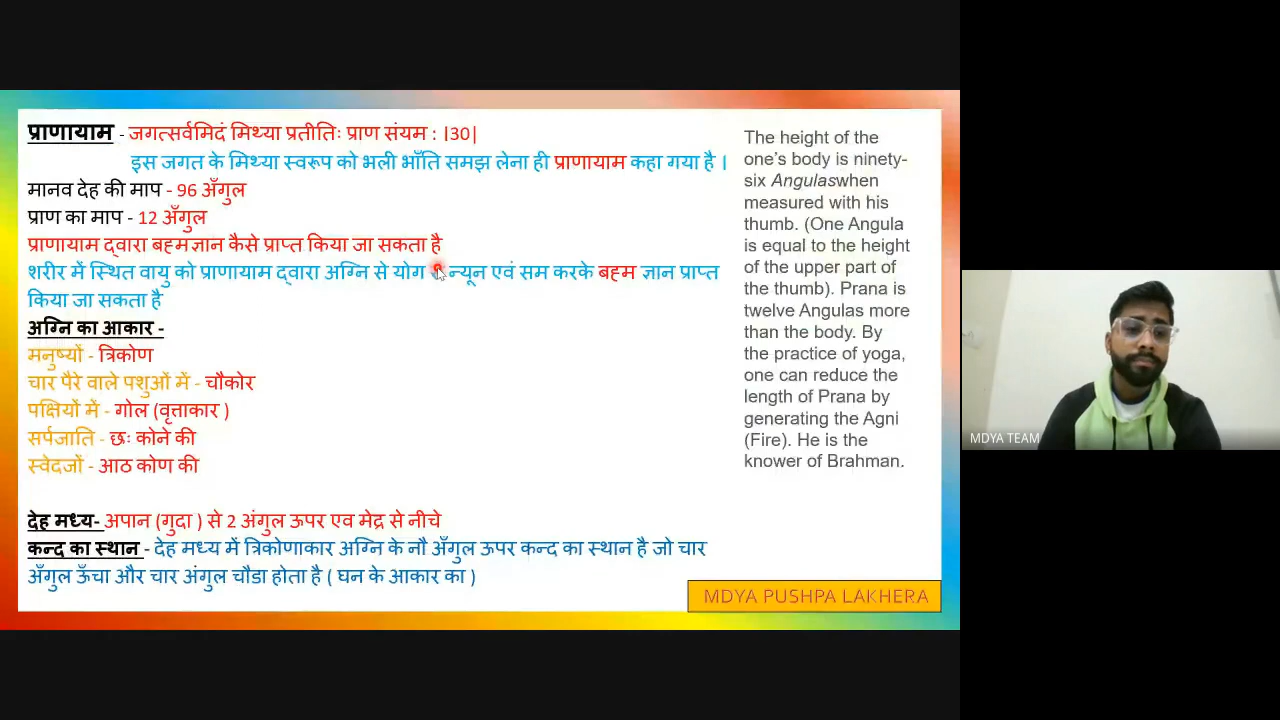 प्राणायाम - जगत्सर्वमिदं मिथ्या प्रतीतिः प्राण संयम : |30|
इस जगत के मिथ्या स्वरूप को भली भाँति समझ लेना ही प्राणायाम कहा गया है ।
मानव देह की माप - 96 अँगुल
प्राण का माप - 12 अँगुल
प्राणायाम द्वारा बह्मज्ञान कैसे प्राप्त किया जा सकता है
शरीर में स्थित वायु को प्राणायाम द्वारा अग्नि से योग न्यून एवं सम करके बह्म ज्ञान प्राप्त
किया जा सकता है
अग्नि का आकार -
मनुष्यों - त्रिकोण
चार पैरे वाले पशुओं में - चौकोर
पक्षियों में - गोल (वृत्ताकार )
सर्पजाति - छः कोने की
स्वेदजों - आठ कोण की
देह मध्य- अपान (गुदा ) से 2 अंगुल ऊपर एव मेद्र से नीचे
कन्द का स्थान - देह मध्य में त्रिकोणाकार अग्नि के नौ अँगुल ऊपर कन्द का स्थान है जो चार
अँगुल ऊँचा और चार अंगुल चौडा होता है ( घन के आकार का )
The height of the
one's body is ninety-
six Angulaswhen
measured with his
thumb. (One Angula
is equal to the height
of the upper part of
the thumb). Prana is
twelve Angulas more
than the body. By
the practice of yoga,
one can reduce the
length of Prana by
generating the Agni
(Fire). He is the
knower of Brahman.
MDYA PUSHPA LAKHERA
MDYA TEAM